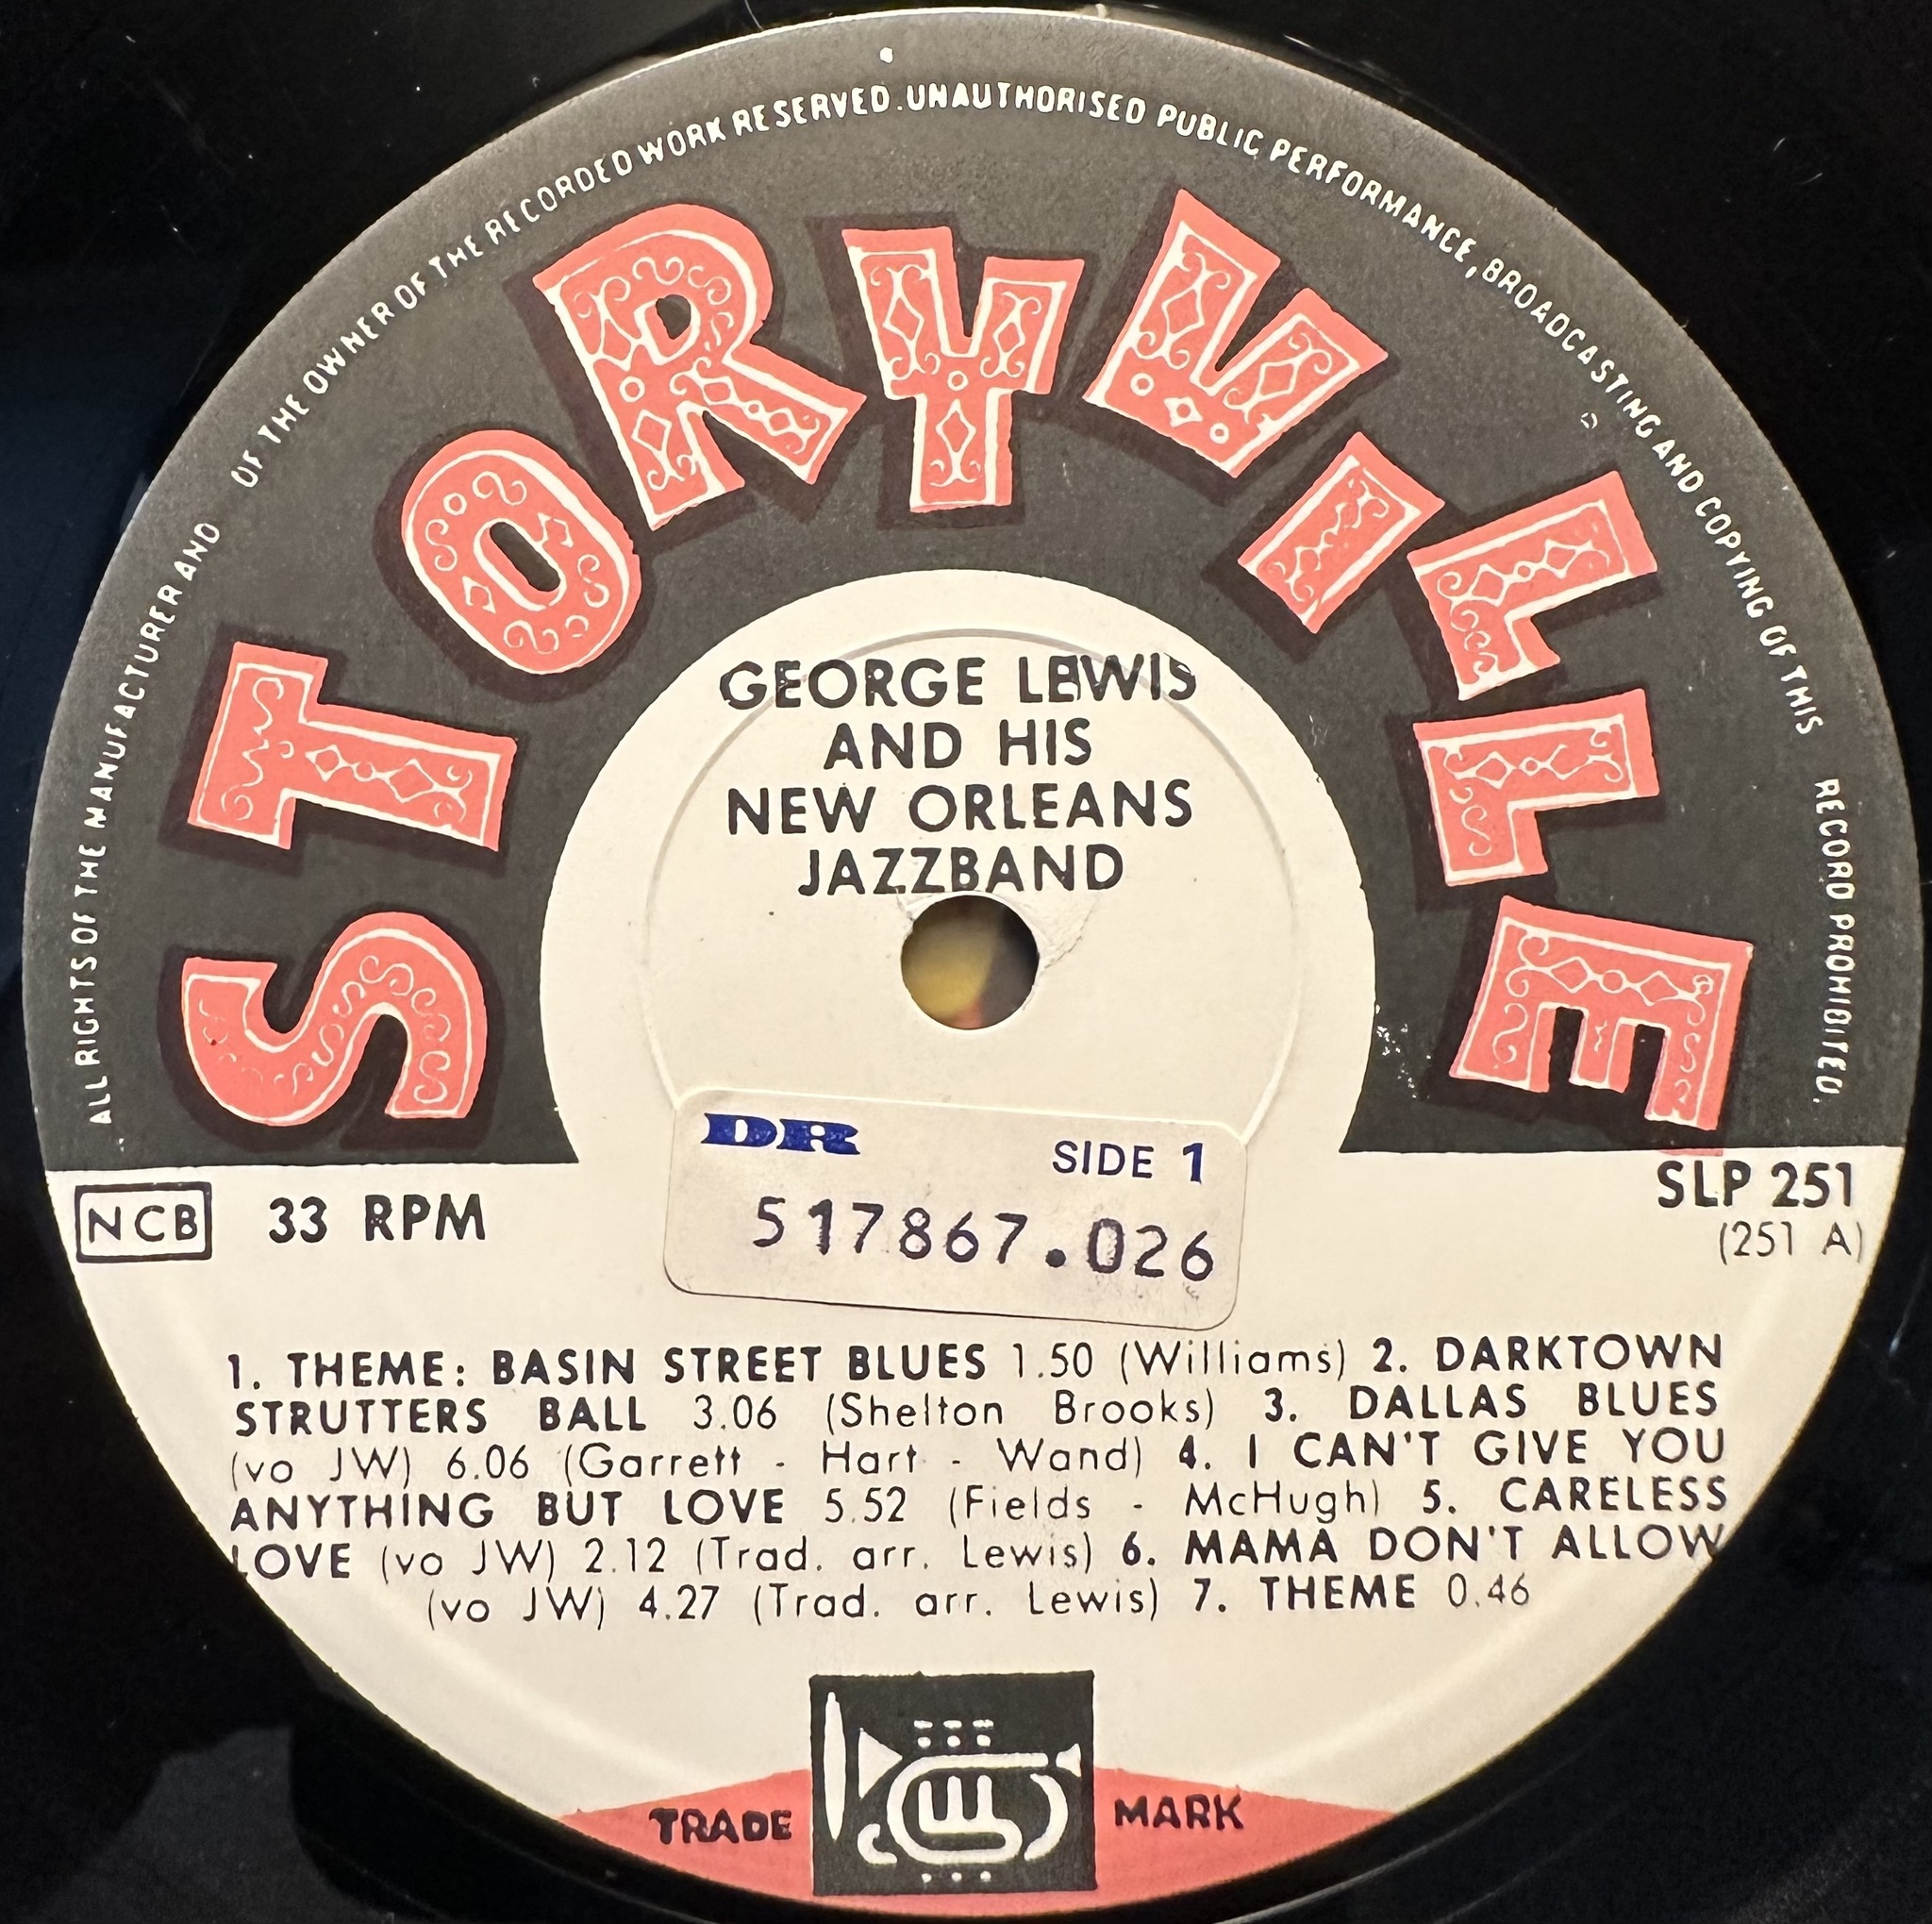 ALL RIGHTS OF THE MANUFACTURER AND OF THE OWNER OF THE RECORDED WORK RESERVED. UNAUTHORISED PUBLIC PERFORMANCE, BROADCASTING AND COPYING OF THIS RECORD PROHIBITED.
STORYVILLE
GEORGE LEWIS
AND HIS
NEW ORLEANS
JAZZBAND
DR SIDE 1
517867.026
NCB 33 RPM
SLP 251
(251 A)
1. THEME: BASIN STREET BLUES 1.50 (Williams) 2. DARKTOWN
STRUTTERS BALL 3.06 (Shelton Brooks) 3. DALLAS BLUES
(vo JW) 6.06 (Garrett - Hart - Wand) 4. I CAN'T GIVE YOU
ANYTHING BUT LOVE 5.52 (Fields - McHugh) 5. CARELESS
LOVE (vo JW) 2.12 (Trad. arr. Lewis) 6. MAMA DON'T ALLOW
(vo JW) 4.27 (Trad. arr. Lewis) 7. THEME 0.46
TRADE MARK